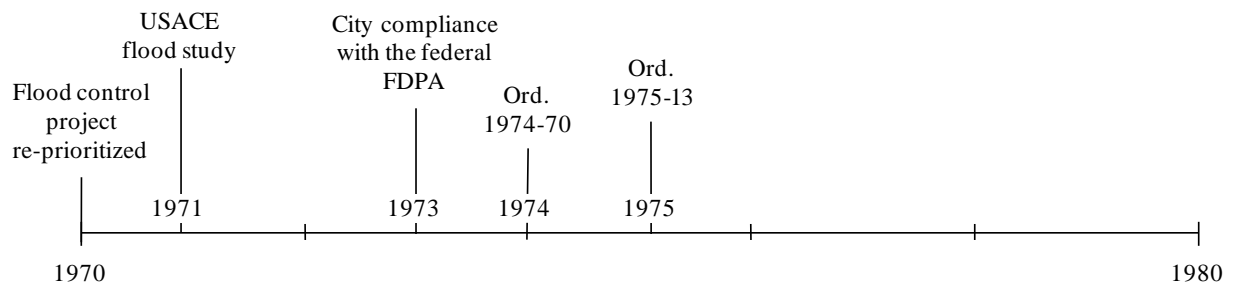 Flood control
project
re-prioritized
USACE
flood study
City compliance
with the federal
FDPA
Ord.
1974-70
Ord.
1975-13
1971
1973
1974
1975
1970
1980